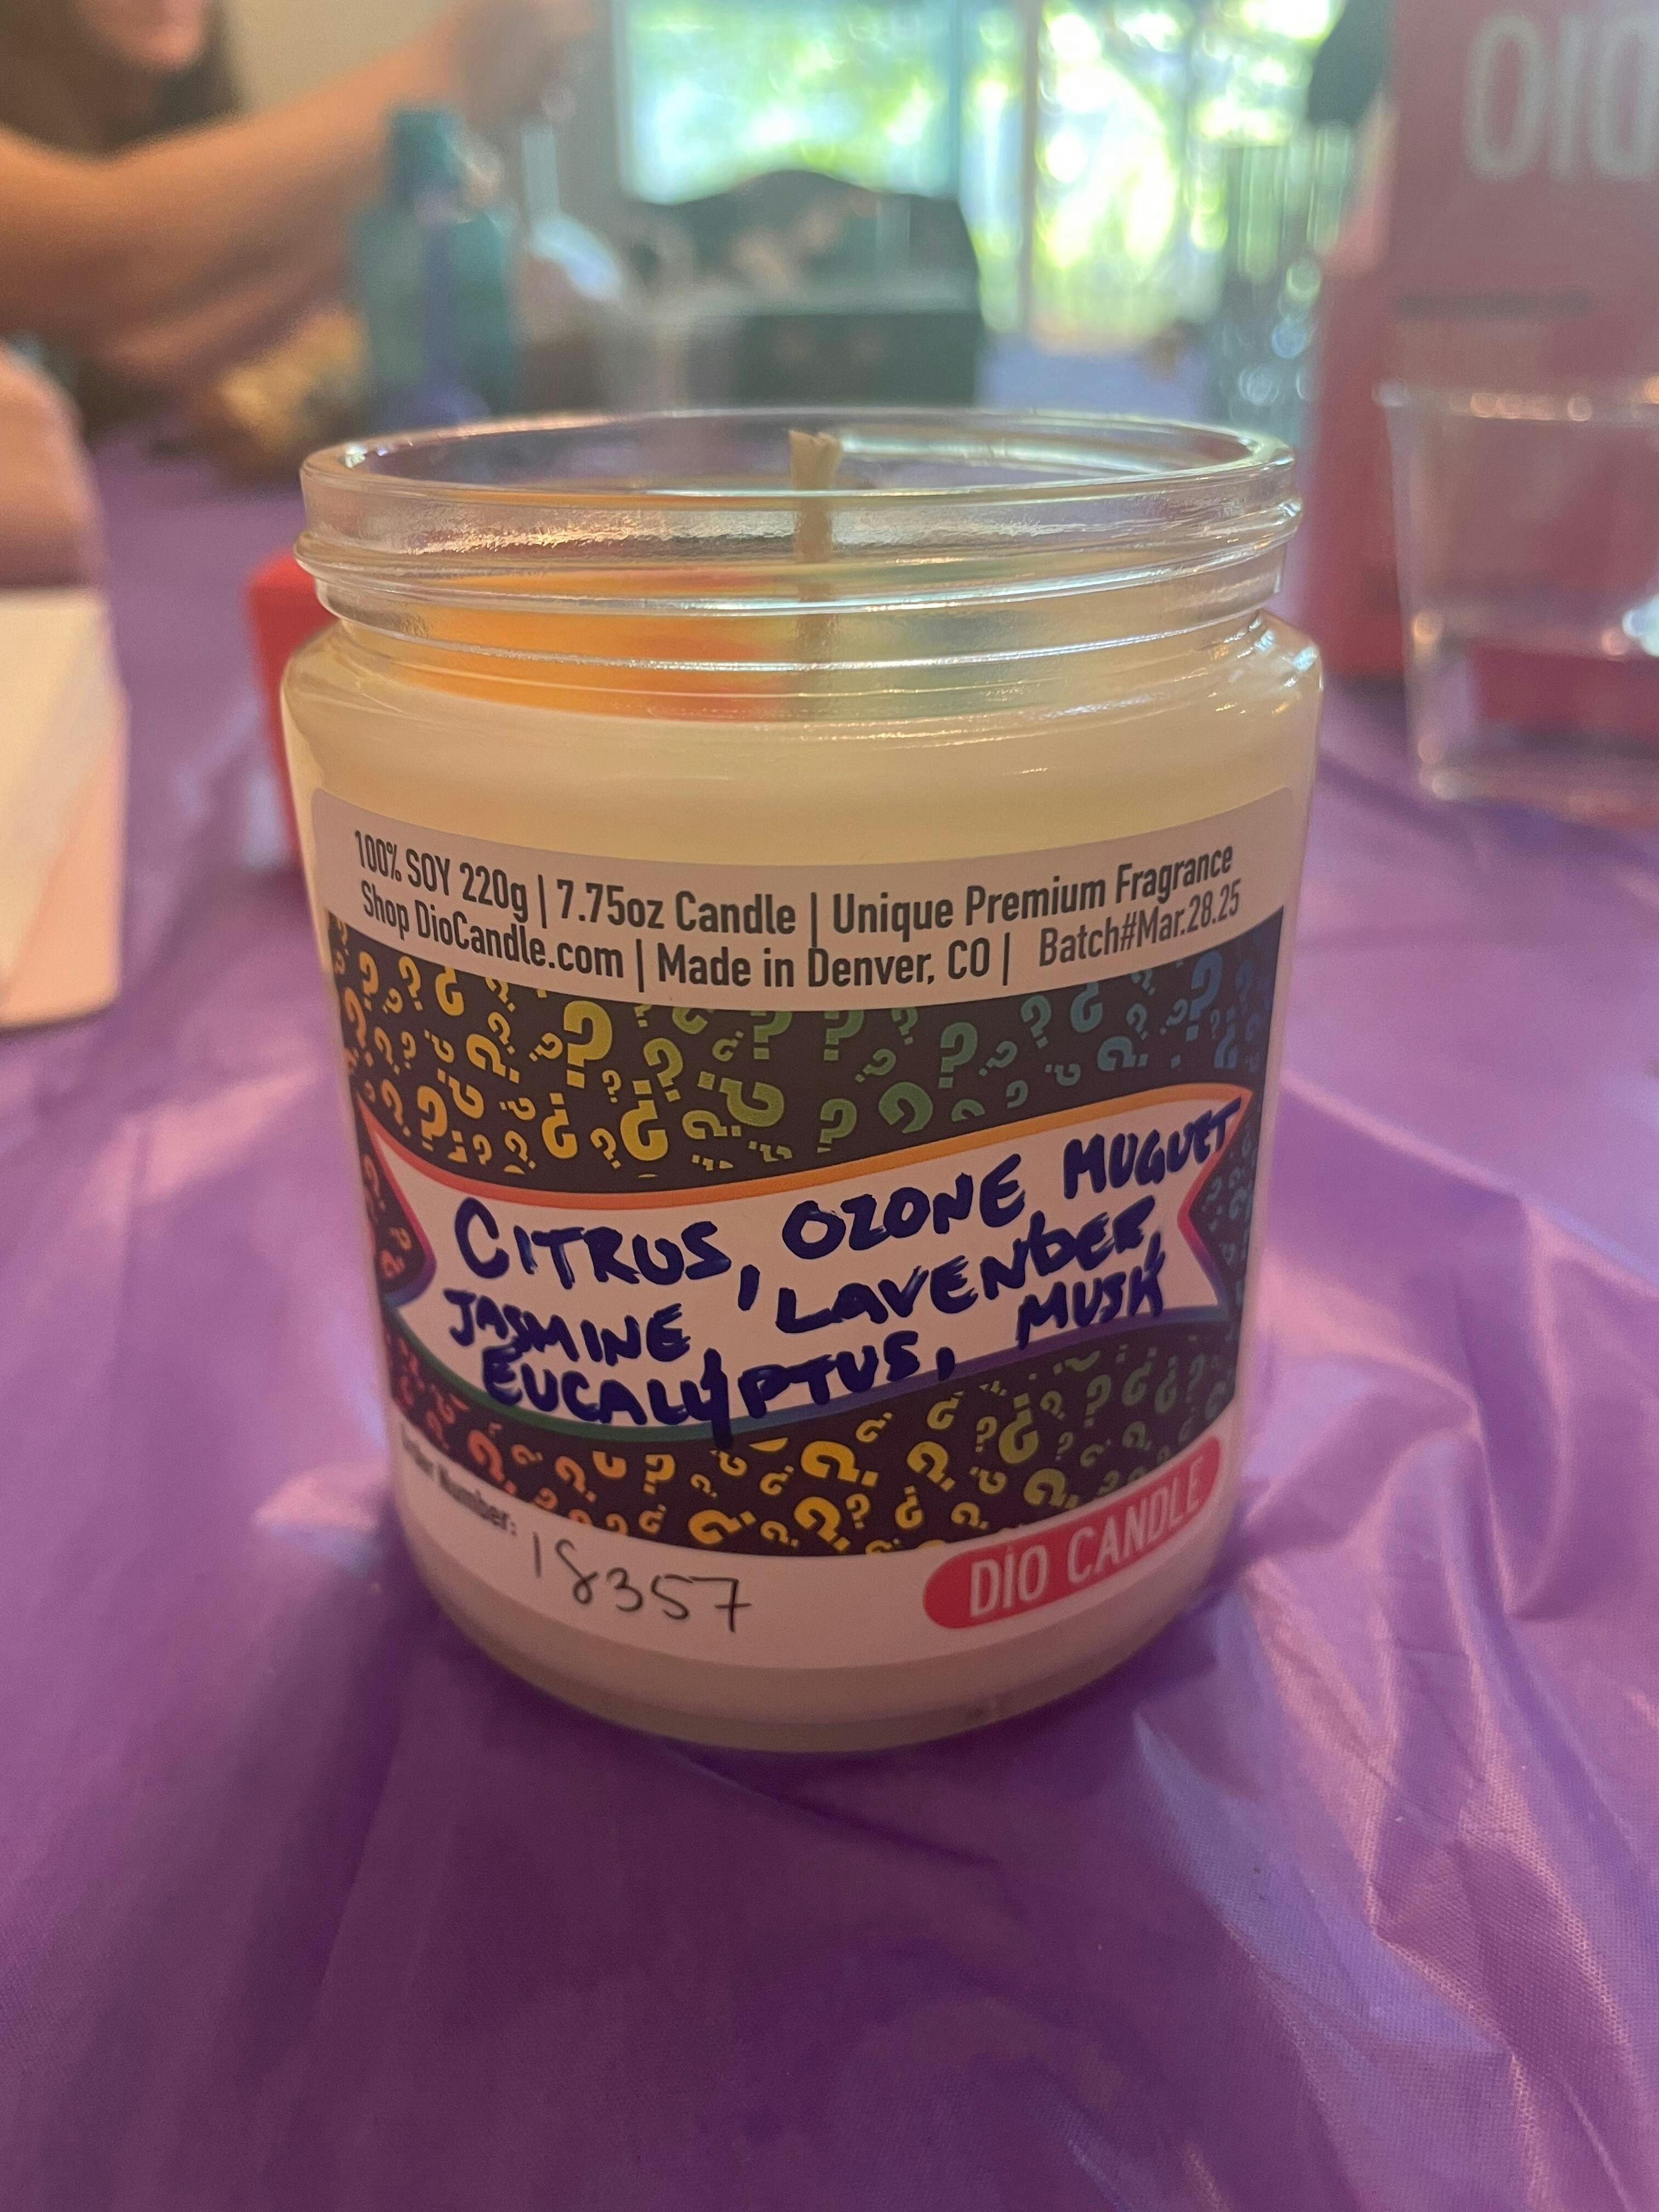 DIO
100% SOY 220g | 7.75oz Candle | Unique Premium Fragrance
Shop DioCandle.com | Made in Denver, CO | Batch#Mar.28.25
CITRUS, OZONE MUGUET
JASMINE, LAVENDER,
EUCALYPTUS, MUSK
Number: 18357
DIO CANDLE